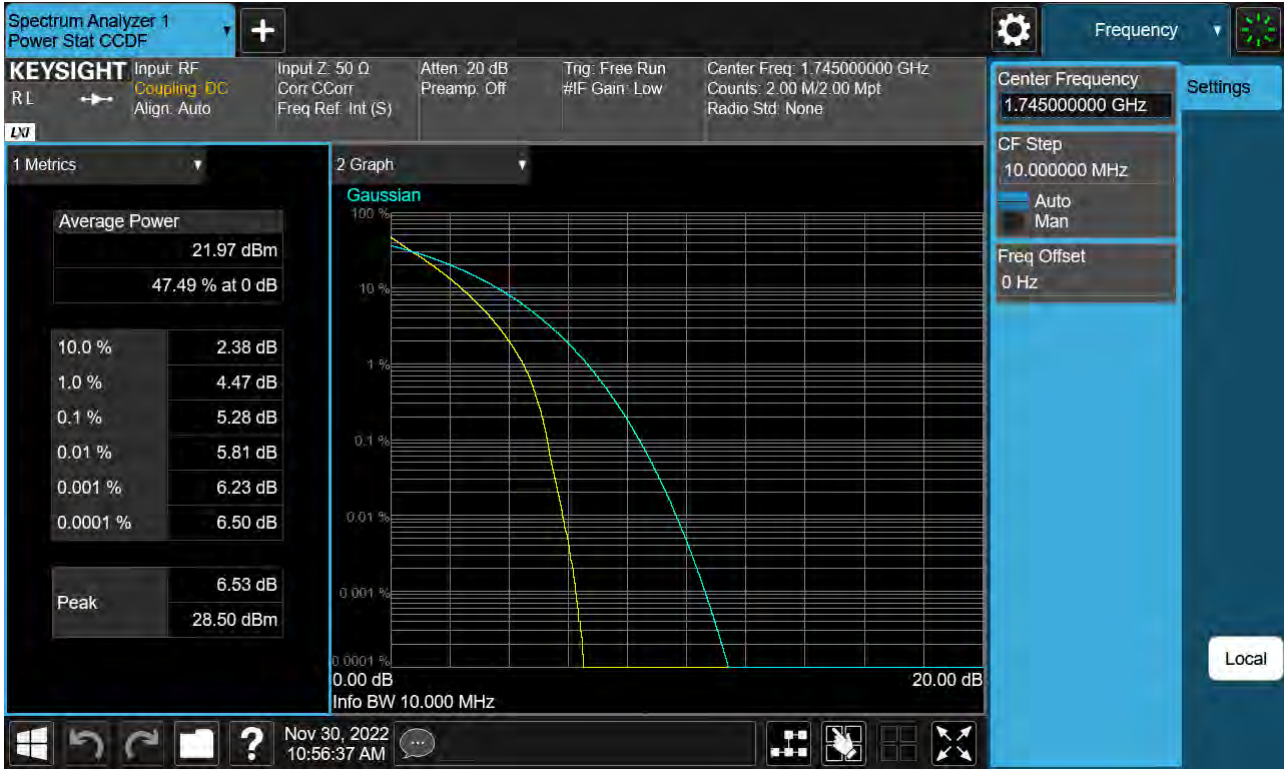 Spectrum Analyzer 1
Power Stat CCDF
Frequency
KEYSIGHT
R L
LXI
Input: RF
Coupling: DC
Align: Auto
Input Z: 50 Ω
Corr CCorr
Freq Ref: Int (S)
Atten: 20 dB
Preamp: Off
Trig: Free Run
#IF Gain: Low
Center Freq: 1.745000000 GHz
Counts: 2.00 M/2.00 Mpt
Radio Std: None
Center Frequency
1.745000000 GHz
Settings
CF Step
10.000000 MHz
Auto
Man
Freq Offset
0 Hz
Local
1 Metrics
Average Power
21.97 dBm
47.49 % at 0 dB
10.0 % 2.38 dB
1.0 % 4.47 dB
0.1 % 5.28 dB
0.01 % 5.81 dB
0.001 % 6.23 dB
0.0001 % 6.50 dB
Peak
6.53 dB
28.50 dBm
2 Graph
Gaussian
100 %
10 %
1 %
0.1 %
0.01 %
0.001 %
0.0001 %
0.00 dB 20.00 dB
Info BW 10.000 MHz
?
Nov 30, 2022
10:56:37 AM